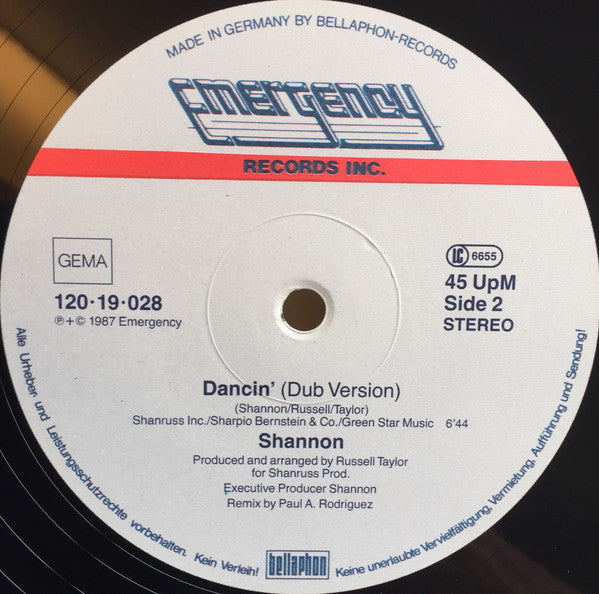 MADE IN GERMANY BY BELLAPHON-RECORDS
emergency
RECORDS INC.
GEMA
LC 6655
120·19·028
℗+© 1987 Emergency
45 UpM
Side 2
STEREO
Dancin' (Dub Version)
(Shannon/Russell/Taylor)
Shanruss Inc./Sharpio Bernstein & Co./Green Star Music 6'44
Shannon
Produced and arranged by Russell Taylor
for Shanruss Prod.
Executive Producer Shannon
Remix by Paul A. Rodriguez
bellaphon
Alle Urheber- und Leistungsschutzrechte vorbehalten. Kein Verleih! Keine unerlaubte Vervielfältigung, Vermietung, Aufführung und Sendung!